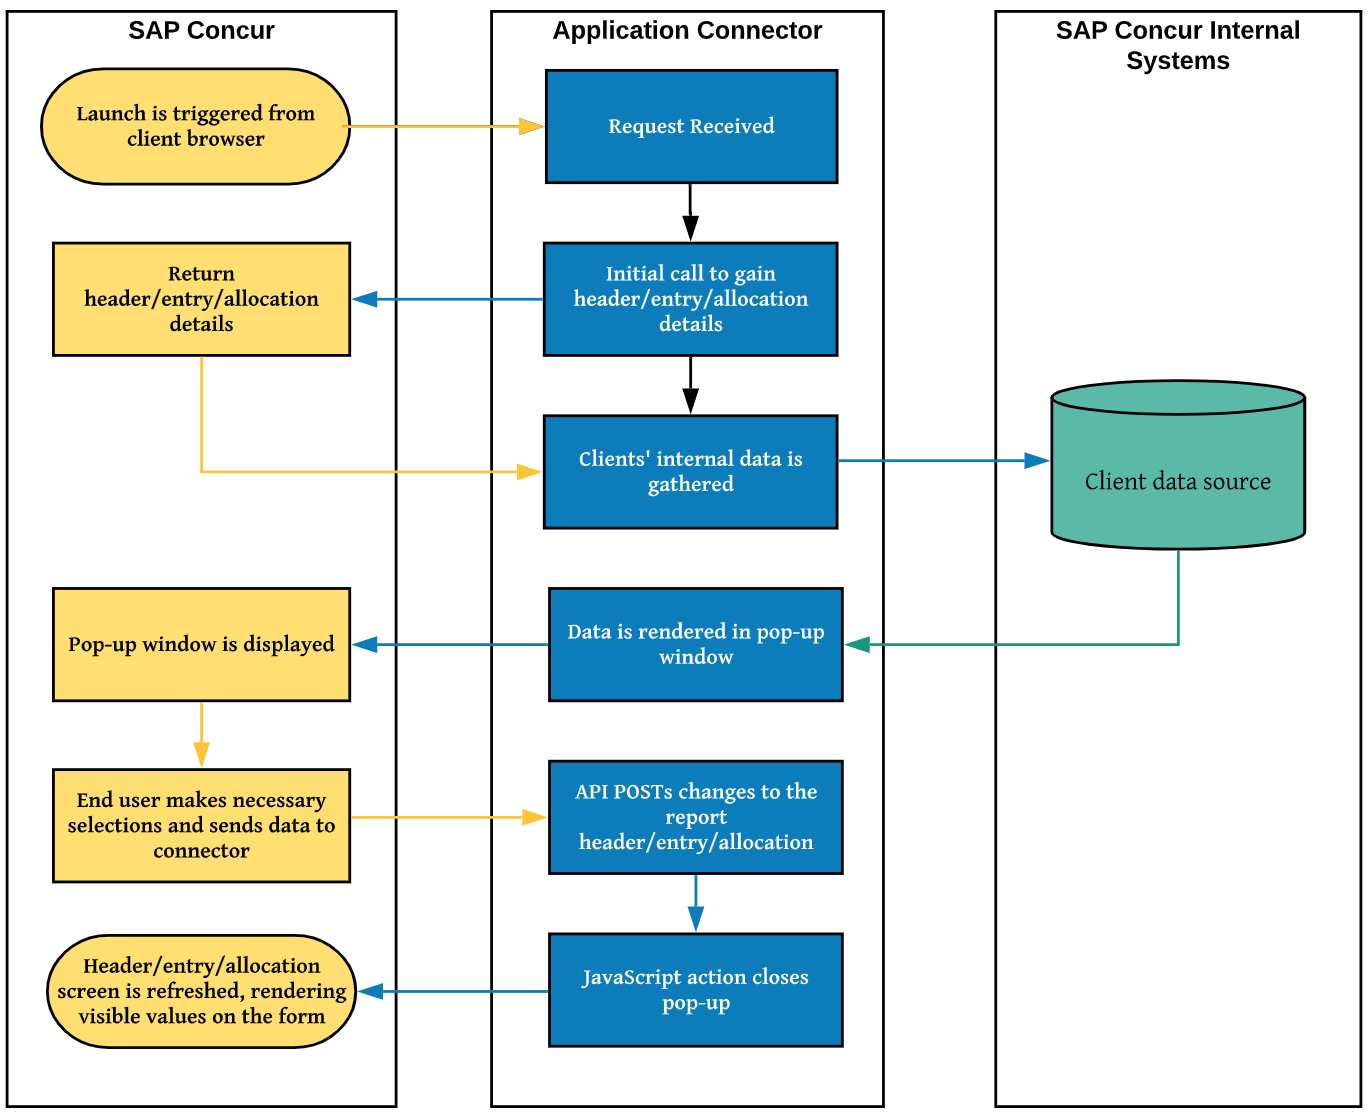 SAP Concur
Application Connector
SAP Concur Internal
Systems
Launch is triggered from
client browser
Request Received
Return
header/entry/allocation
details
Initial call to gain
header/entry/allocation
details
Clients' internal data is
gathered
Client data source
Pop-up window is displayed
Data is rendered in pop-up
window
End user makes necessary
selections and sends data to
connector
API POSTs changes to the
report
header/entry/allocation
Header/entry/allocation
screen is refreshed, rendering
visible values on the form
JavaScript action closes
pop-up